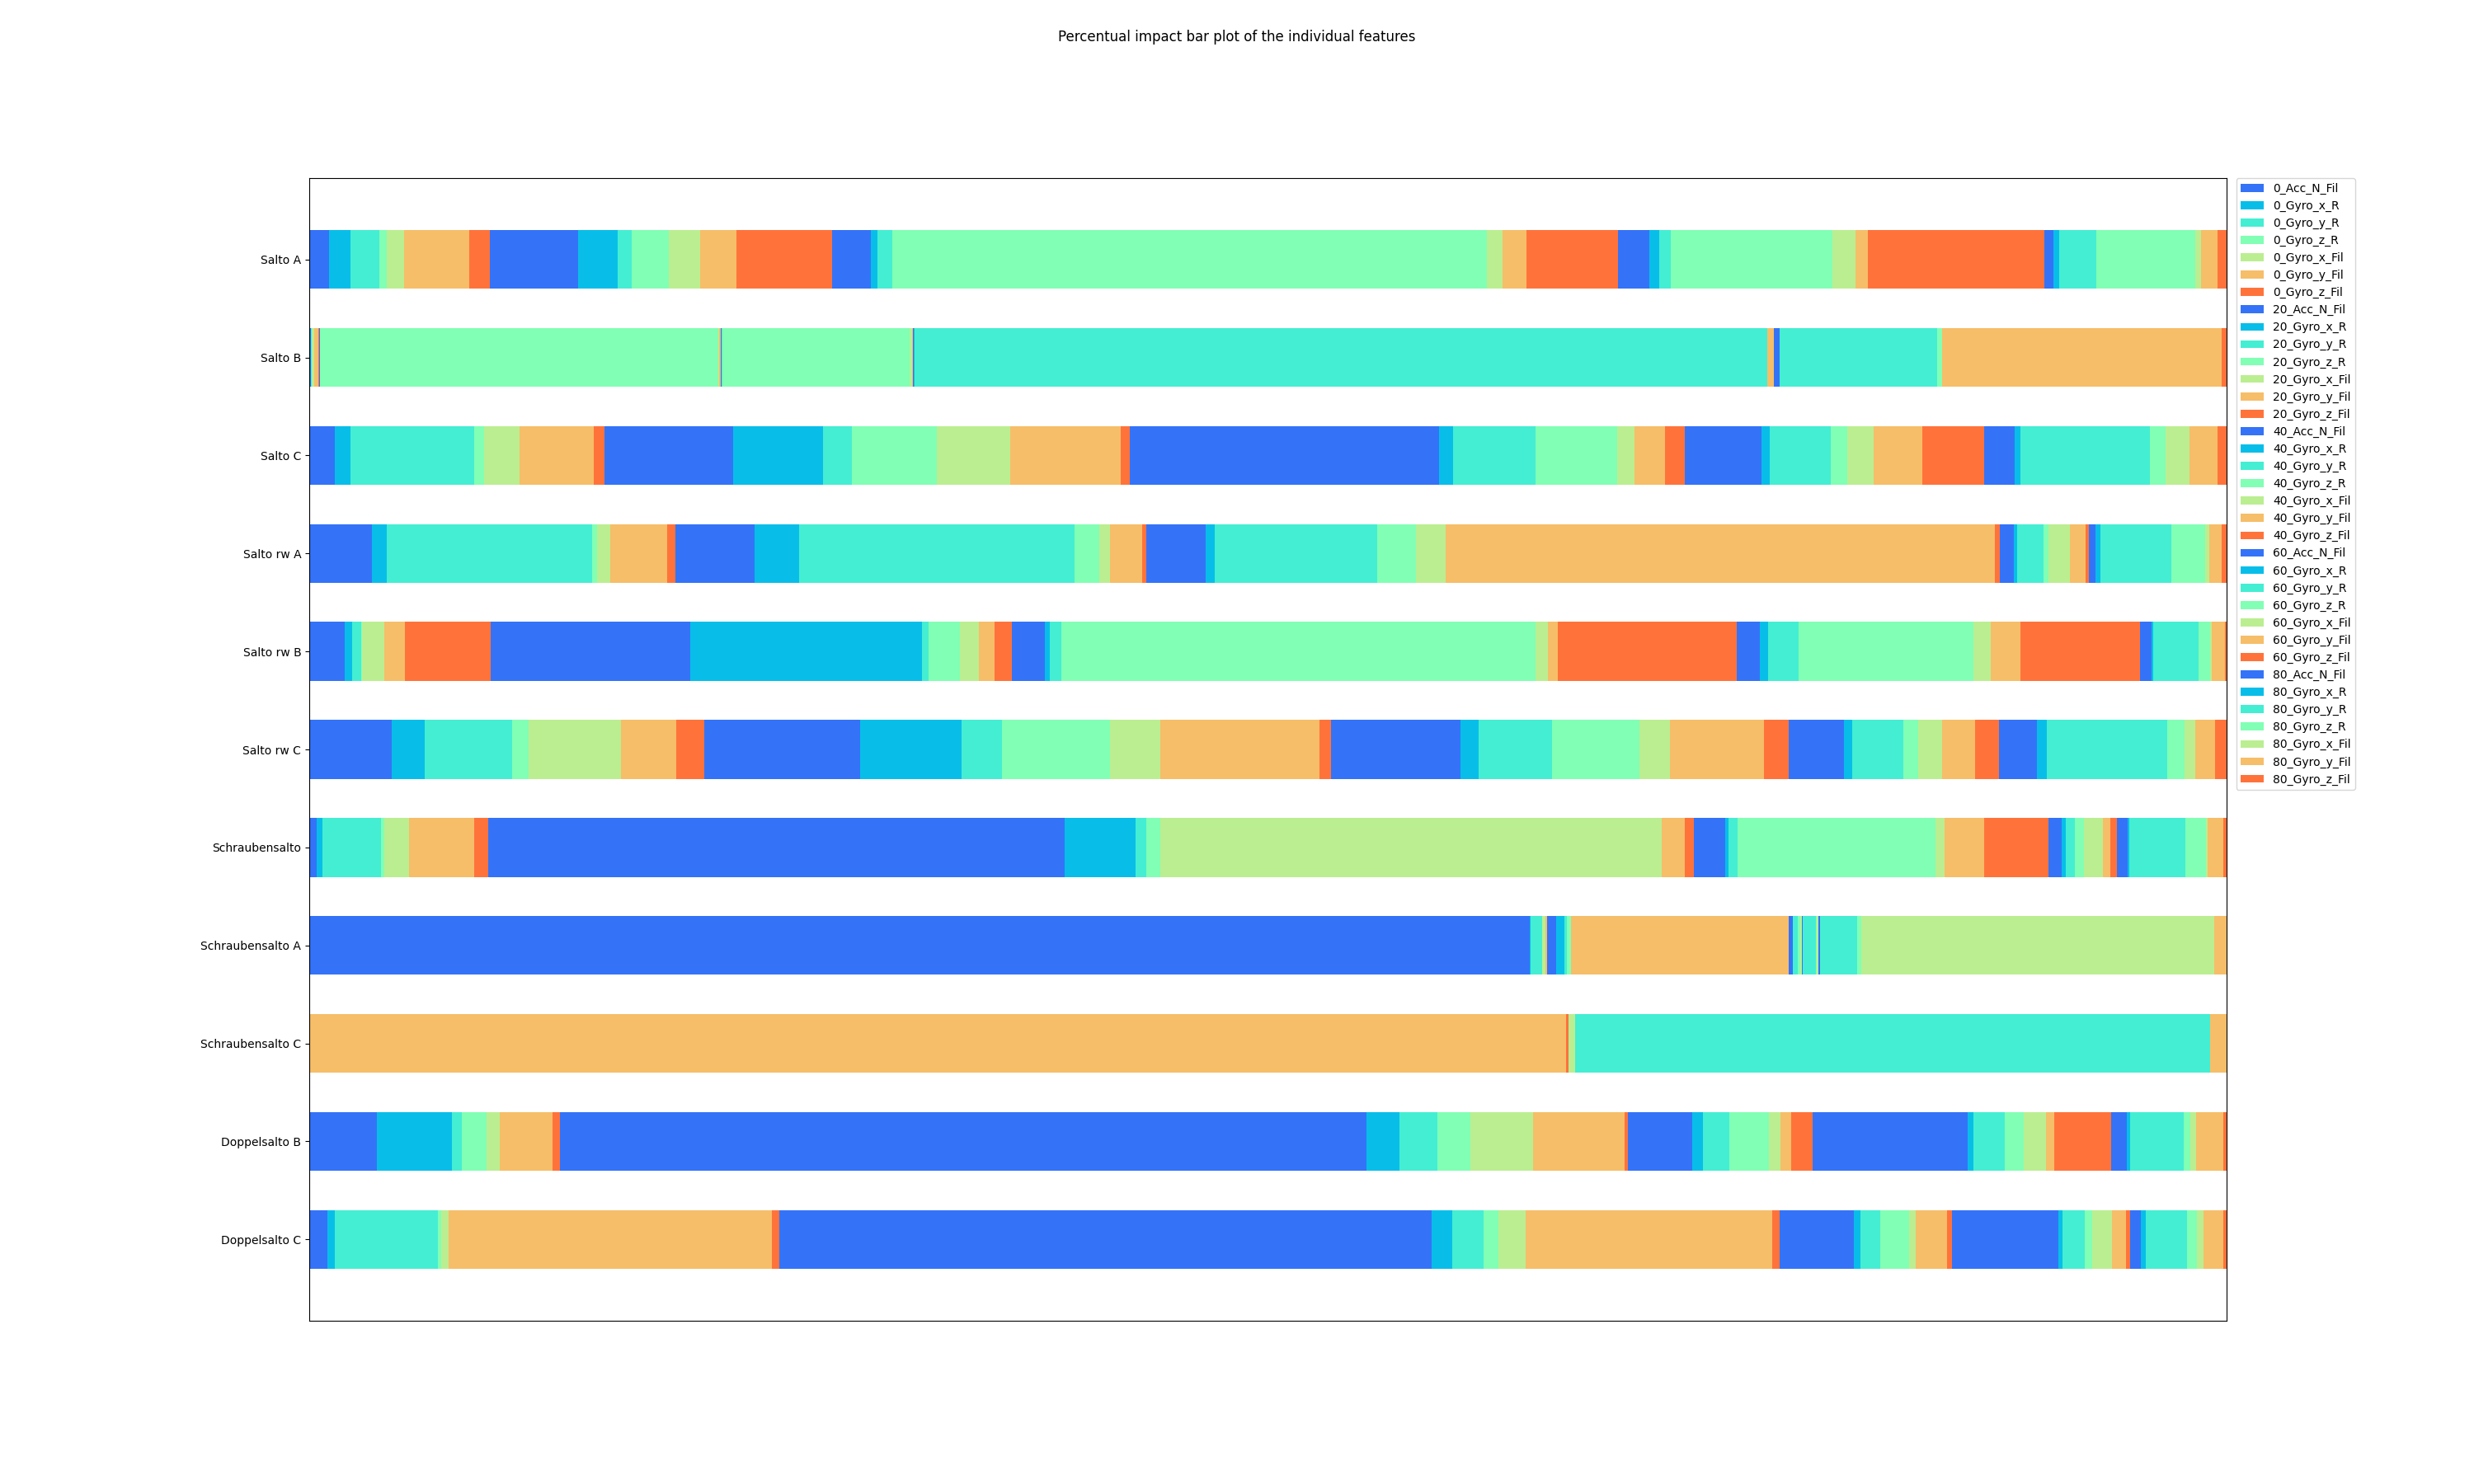 Percentual impact bar plot of the individual features
Salto A
Salto B
Salto C
Salto rw A
Salto rw B
Salto rw C
Schraubensalto
Schraubensalto A
Schraubensalto C
Doppelsalto B
Doppelsalto C
0_Acc_N_Fil
0_Gyro_x_R
0_Gyro_y_R
0_Gyro_z_R
0_Gyro_x_Fil
0_Gyro_y_Fil
0_Gyro_z_Fil
20_Acc_N_Fil
20_Gyro_x_R
20_Gyro_y_R
20_Gyro_z_R
20_Gyro_x_Fil
20_Gyro_y_Fil
20_Gyro_z_Fil
40_Acc_N_Fil
40_Gyro_x_R
40_Gyro_y_R
40_Gyro_z_R
40_Gyro_x_Fil
40_Gyro_y_Fil
40_Gyro_z_Fil
60_Acc_N_Fil
60_Gyro_x_R
60_Gyro_y_R
60_Gyro_z_R
60_Gyro_x_Fil
60_Gyro_y_Fil
60_Gyro_z_Fil
80_Acc_N_Fil
80_Gyro_x_R
80_Gyro_y_R
80_Gyro_z_R
80_Gyro_x_Fil
80_Gyro_y_Fil
80_Gyro_z_Fil